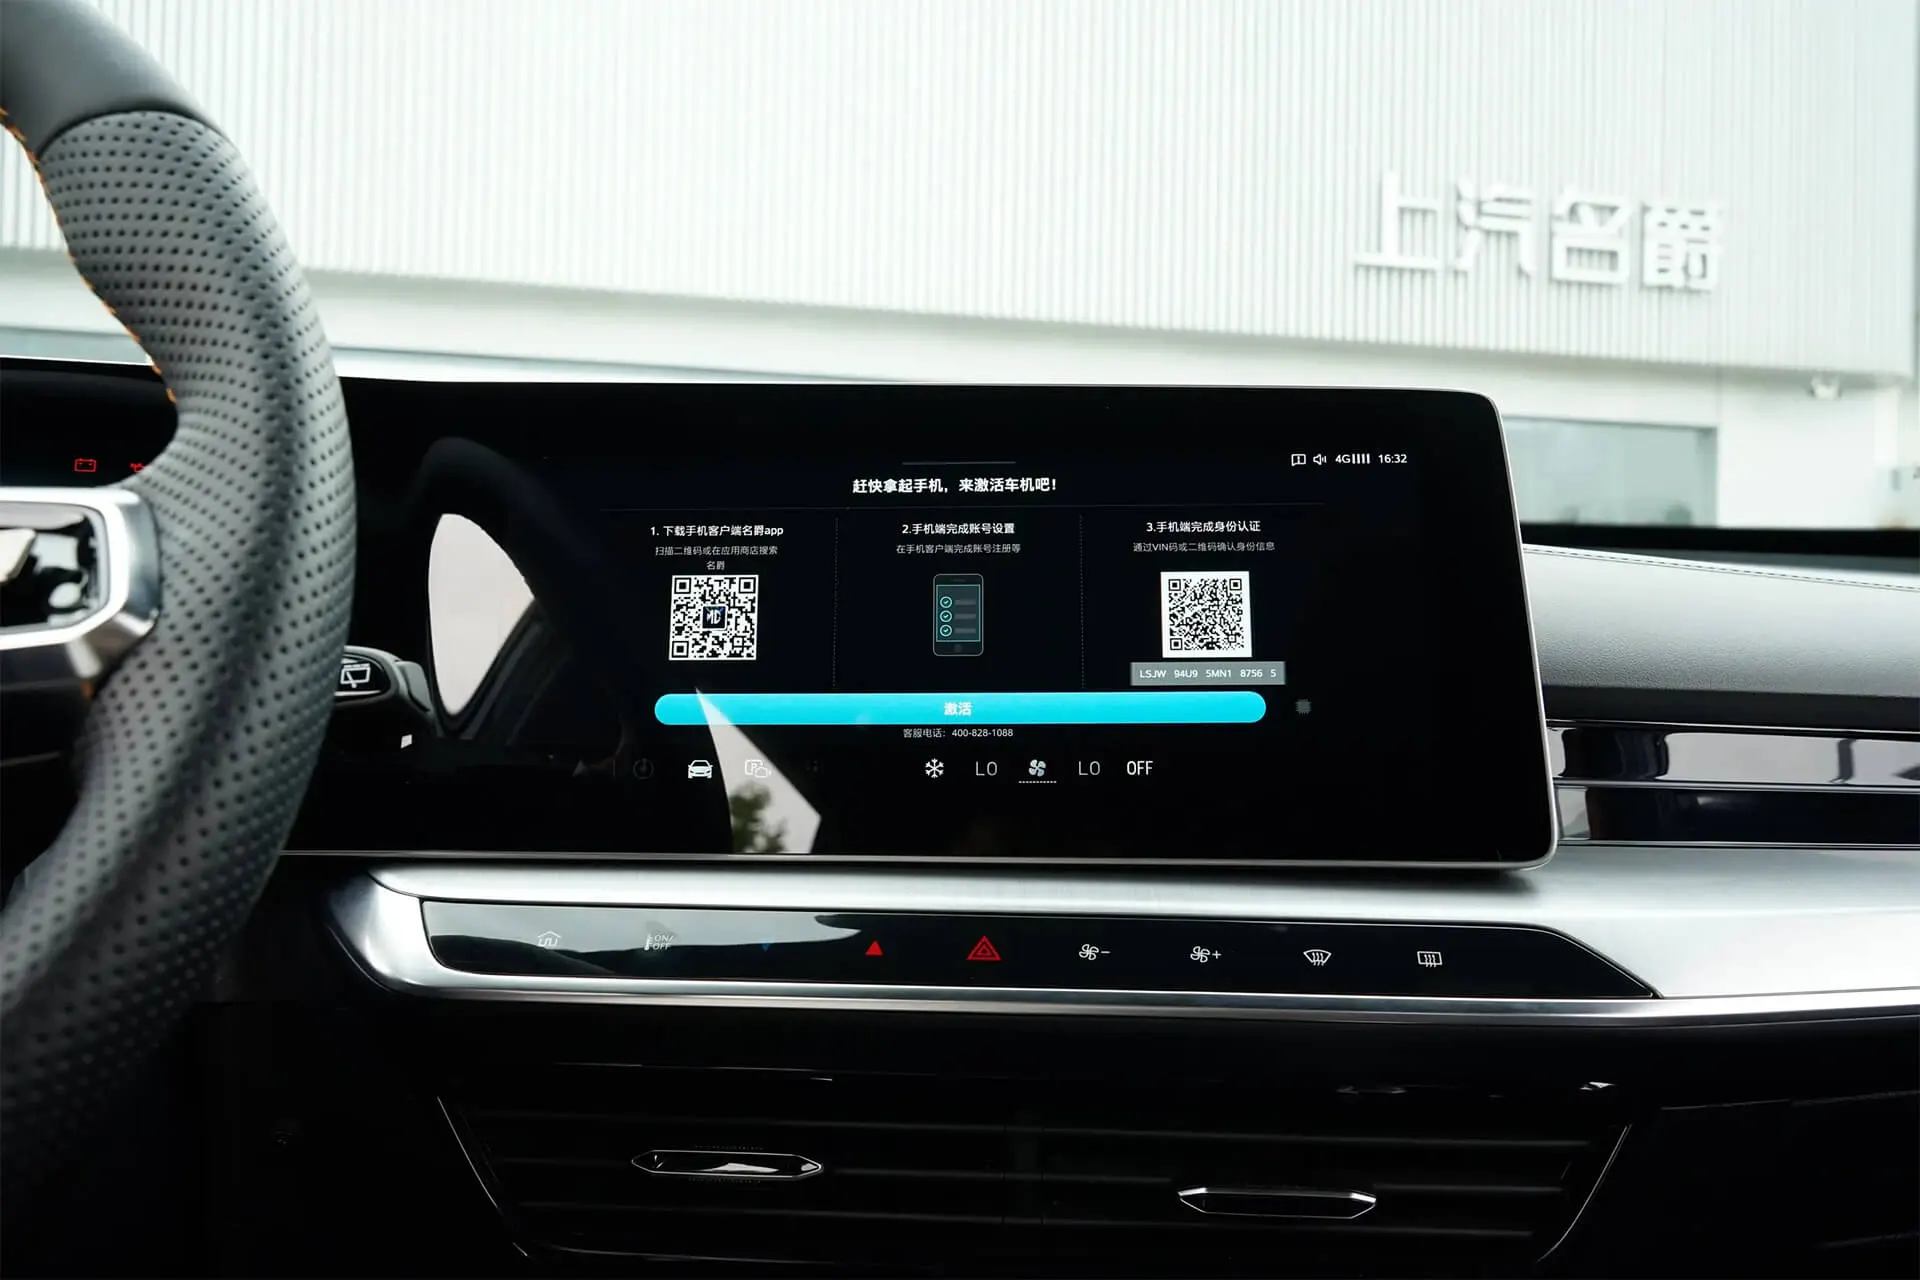 上汽名爵
4G 16:32
赶快拿起手机，来激活车机吧！
1. 下载手机客户端名爵app
扫描二维码或在应用商店搜索
名爵
2.手机端完成账号设置
在手机客户端完成账号注册等
3.手机端完成身份认证
通过VIN码或二维码确认身份信息
LSJW 94U9 5MN1 8756 5
激活
客服电话：400-828-1088
LO LO OFF
ON/
OFF